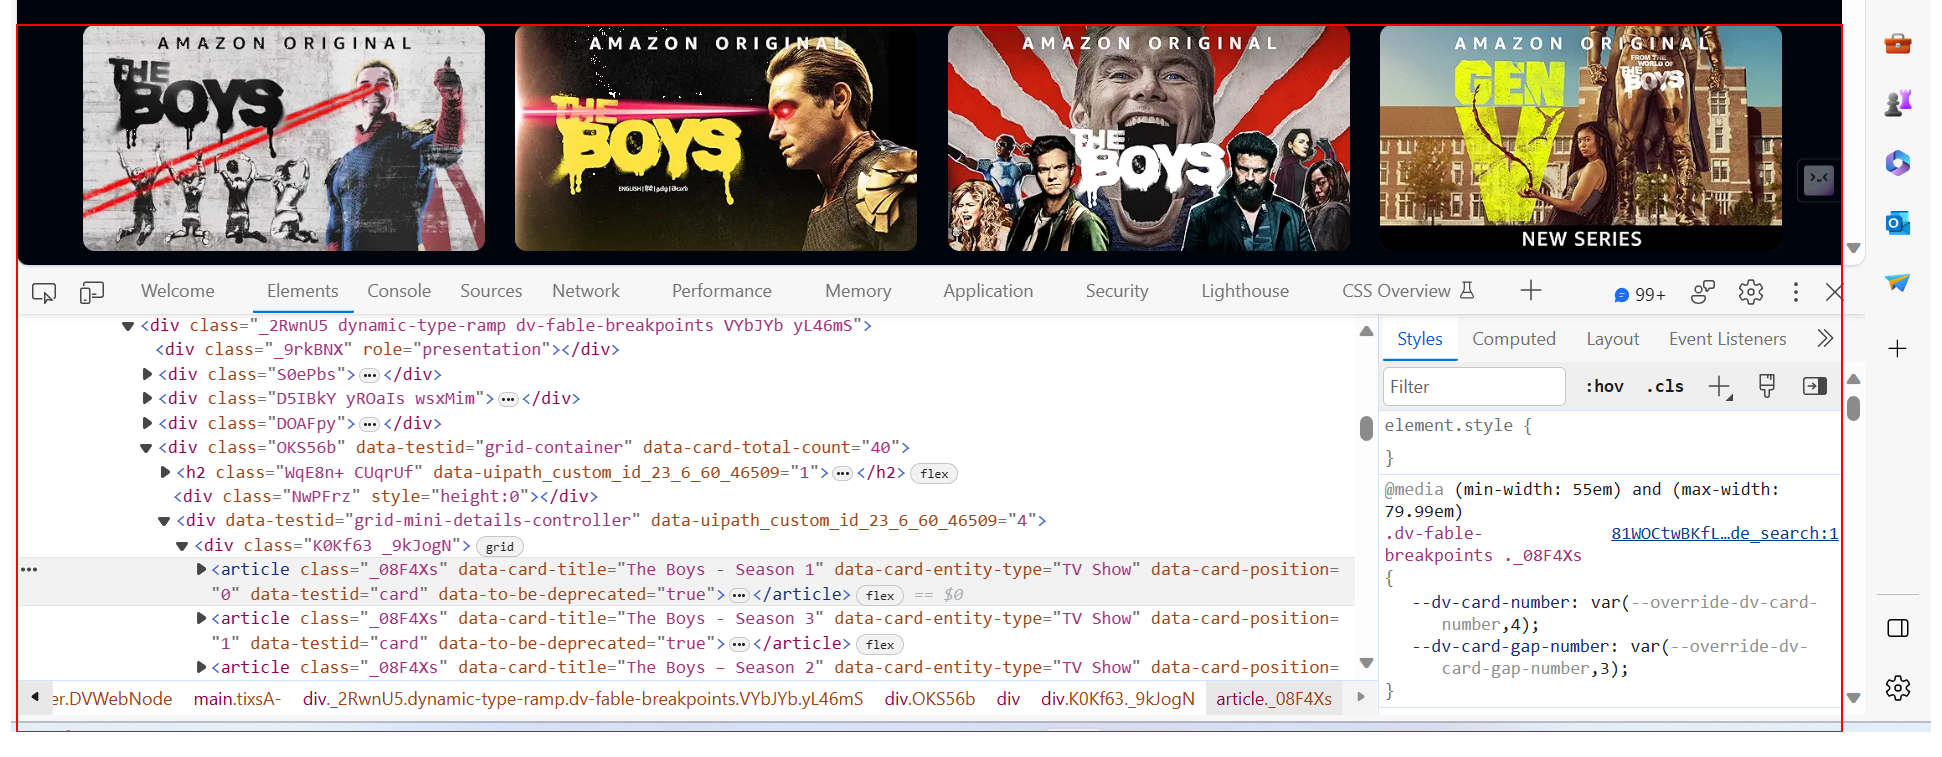 AMAZON ORIGINAL
THE
BOYS
AMAZON ORIGINAL
THE
BOYS
ENGLISH | हिंदी | தமிழ் | తెలుగు
AMAZON ORIGINAL
THE
BOYS
AMAZON ORIGINAL
GEN
V
FROM THE
WORLD OF
THE
BOYS
NEW SERIES
Welcome Elements Console Sources Network Performance Memory Application Security Lighthouse CSS Overview 99+
<div class="_2RwnU5 dynamic-type-ramp dv-fable-breakpoints VYbJYb yL46mS">
<div class="_9rkBNX" role="presentation"></div>
<div class="S0ePbs"> ••• </div>
<div class="D5IBkY yROaIs wsxMim"> ••• </div>
<div class="DOAFpy"> ••• </div>
<div class="OKS56b" data-testid="grid-container" data-card-total-count="40">
<h2 class="WqE8n+ CUqrUf" data-uipath_custom_id_23_6_60_46509="1"> ••• </h2> flex
<div class="NwPFrz" style="height:0"></div>
<div data-testid="grid-mini-details-controller" data-uipath_custom_id_23_6_60_46509="4">
<div class="K0Kf63 _9kJogN"> grid
••• <article class="_08F4Xs" data-card-title="The Boys - Season 1" data-card-entity-type="TV Show" data-card-position=
"0" data-testid="card" data-to-be-deprecated="true"> ••• </article> flex == $0
<article class="_08F4Xs" data-card-title="The Boys - Season 3" data-card-entity-type="TV Show" data-card-position=
"1" data-testid="card" data-to-be-deprecated="true"> ••• </article> flex
<article class="_08F4Xs" data-card-title="The Boys – Season 2" data-card-entity-type="TV Show" data-card-position=
er.DVWebNode main.tixsA- div._2RwnU5.dynamic-type-ramp.dv-fable-breakpoints.VYbJYb.yL46mS div.OKS56b div div.K0Kf63._9kJogN article._08F4Xs
Styles Computed Layout Event Listeners
Filter :hov .cls
element.style {
}
@media (min-width: 55em) and (max-width:
79.99em)
.dv-fable- 81WOCtwBKfL…de_search:1
breakpoints ._08F4Xs
{
--dv-card-number: var(--override-dv-card-
number,4);
--dv-card-gap-number: var(--override-dv-
card-gap-number,3);
}